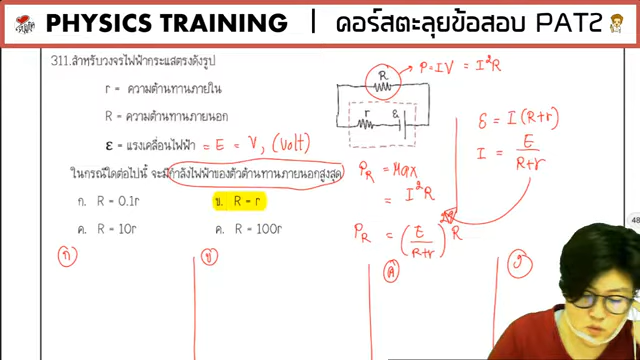 PHYSICS TRAINING
คอร์สตะลุยข้อสอบ PAT2
311.สำหรับวงจรไฟฟ้ากระแสตรงดังรูป
r = ความต้านทานภายใน
R = ความต้านทานภายนอก
ε = แรงเคลื่อนไฟฟ้า = E = V, (Volt)
ในกรณีใดต่อไปนี้ จะมีกำลังไฟฟ้าของตัวต้านทานภายนอกสูงสุด
ก. R = 0.1r
ข. R = r
ค. R = 10r
ค. R = 100r
R
r
ε
P = IV = I²R
ε = I(R+r)
I = E/(R+r)
P_R = Max
= I²R
P_R = (E/(R+r))² R
ก
ข
ค
ง
48